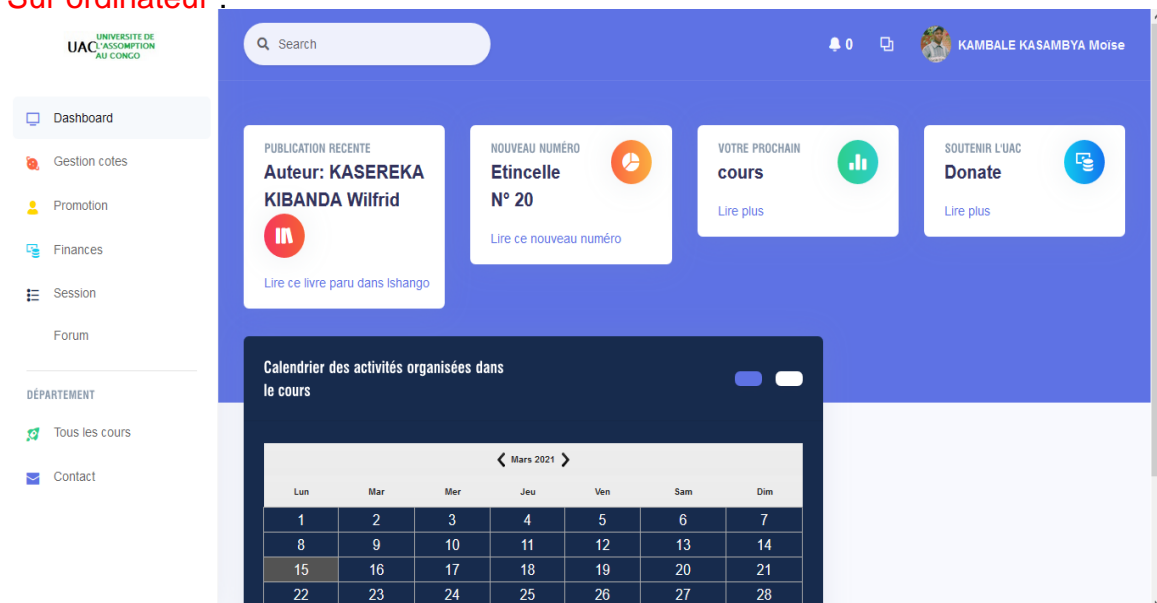 Sur ordinateur :
UNIVERSITE DE
UAC L'ASSOMPTION
AU CONGO
Search
0
KAMBALE KASAMBYA Moïse
Dashboard
Gestion cotes
Promotion
Finances
Session
Forum
DÉPARTEMENT
Tous les cours
Contact
PUBLICATION RECENTE
Auteur: KASEREKA
KIBANDA Wilfrid
Lire ce livre paru dans Ishango
NOUVEAU NUMÉRO
Etincelle
N° 20
Lire ce nouveau numéro
VOTRE PROCHAIN
cours
Lire plus
SOUTENIR L'UAC
Donate
Lire plus
Calendrier des activités organisées dans
le cours
Mars 2021
Lun Mar Mer Jeu Ven Sam Dim
1 2 3 4 5 6 7
8 9 10 11 12 13 14
15 16 17 18 19 20 21
22 23 24 25 26 27 28